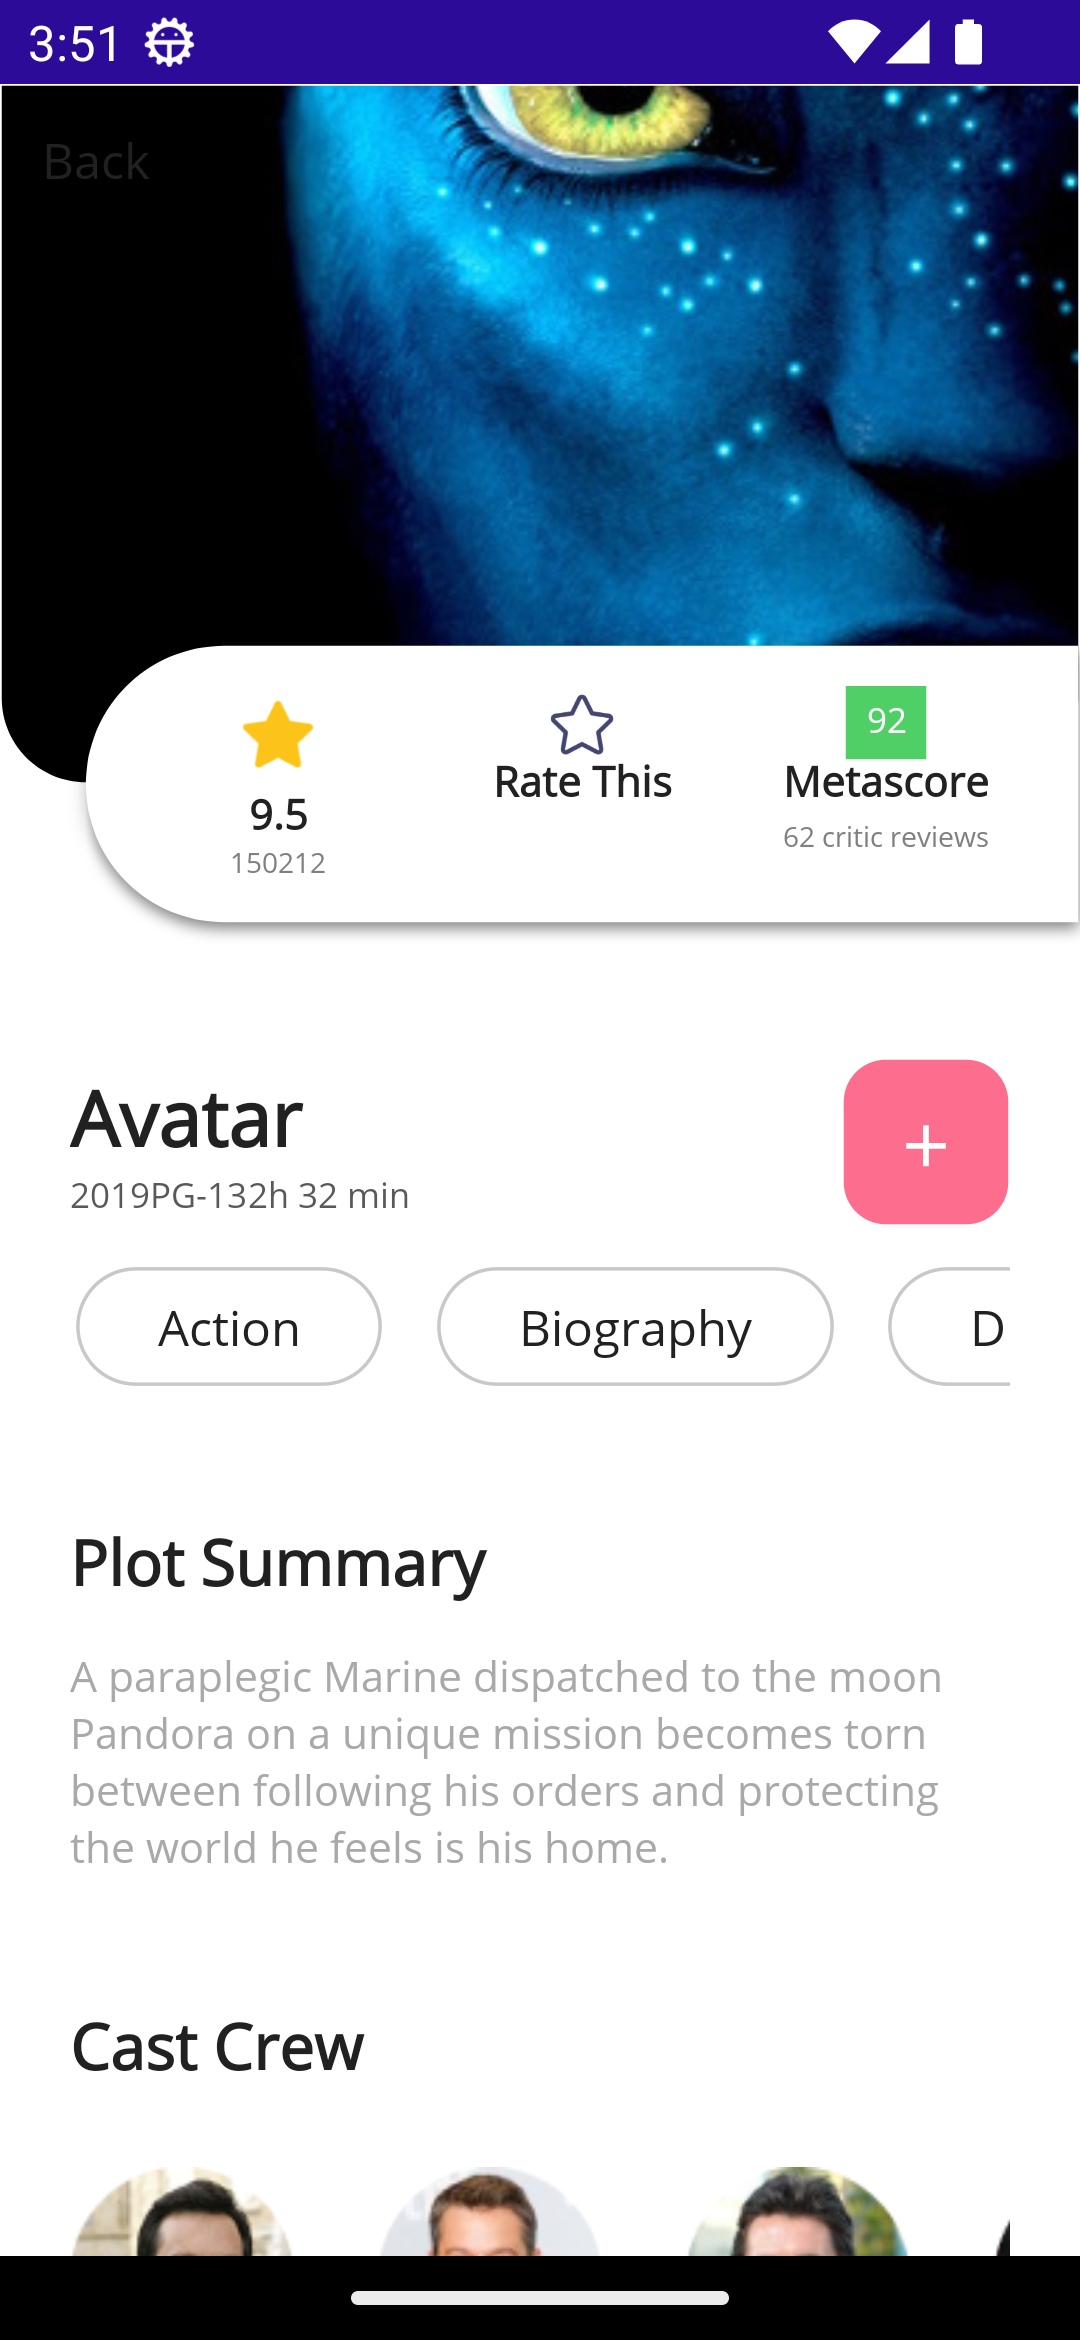 3:51
Back
92
Rate This
Metascore
9.5
62 critic reviews
150212
Avatar
2019PG-132h 32 min
+
Action
Biography
D
Plot Summary
A paraplegic Marine dispatched to the moon
Pandora on a unique mission becomes torn
between following his orders and protecting
the world he feels is his home.
Cast Crew